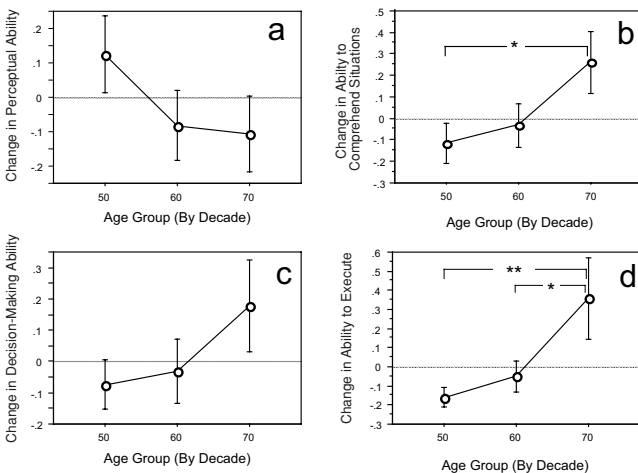 a
Change in Perceptual Ability
.2
.1
0
-.1
-.2
50 60 70
Age Group (By Decade)
b
Change in Abilty to
Comprehend Situations
.5
.4
.3
.2
.1
0
-.1
-.2
-.3
*
50 60 70
Age Group (By Decade)
c
Change in Decision-Making Ability
.3
.2
.1
0
-.1
-.2
50 60 70
Age Group (By Decade)
d
Change in Ability to Execute
.6
.5
.4
.3
.2
.1
0
-.1
-.2
-.3
**
*
50 60 70
Age Group (By Decade)